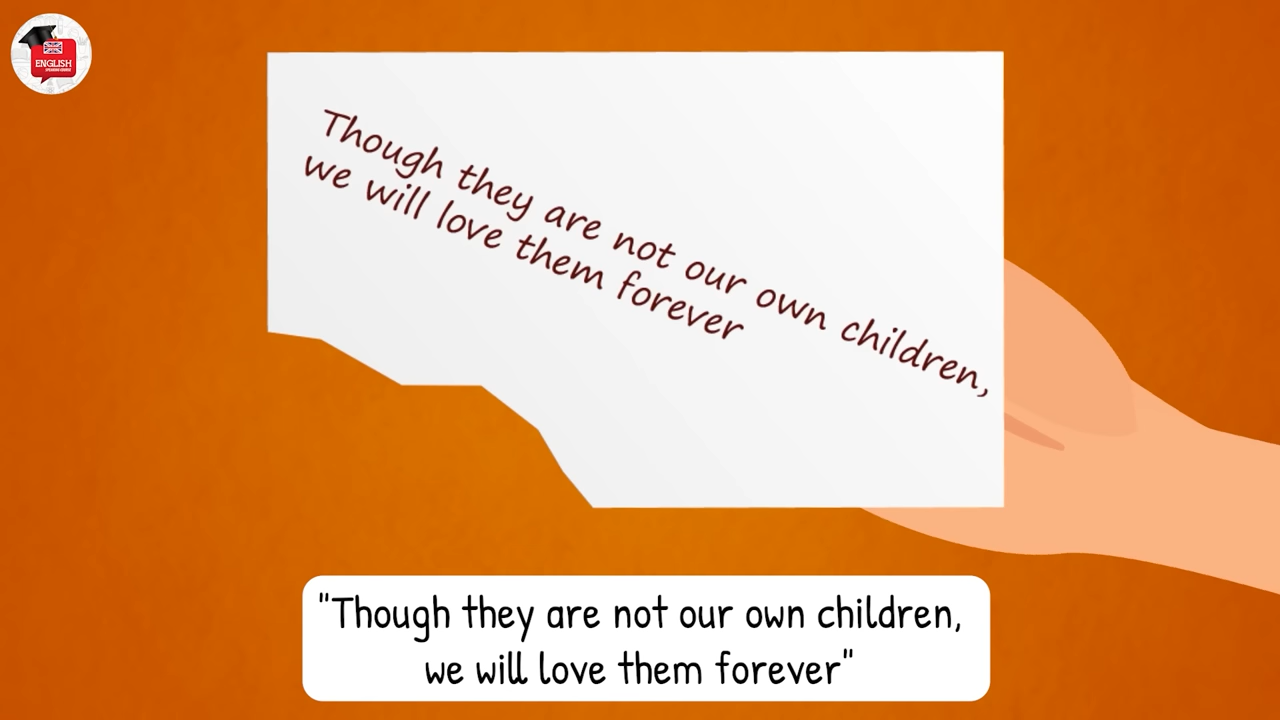 ENGLISH
Though they are not our own children,
we will love them forever
"Though they are not our own children,
we will love them forever"